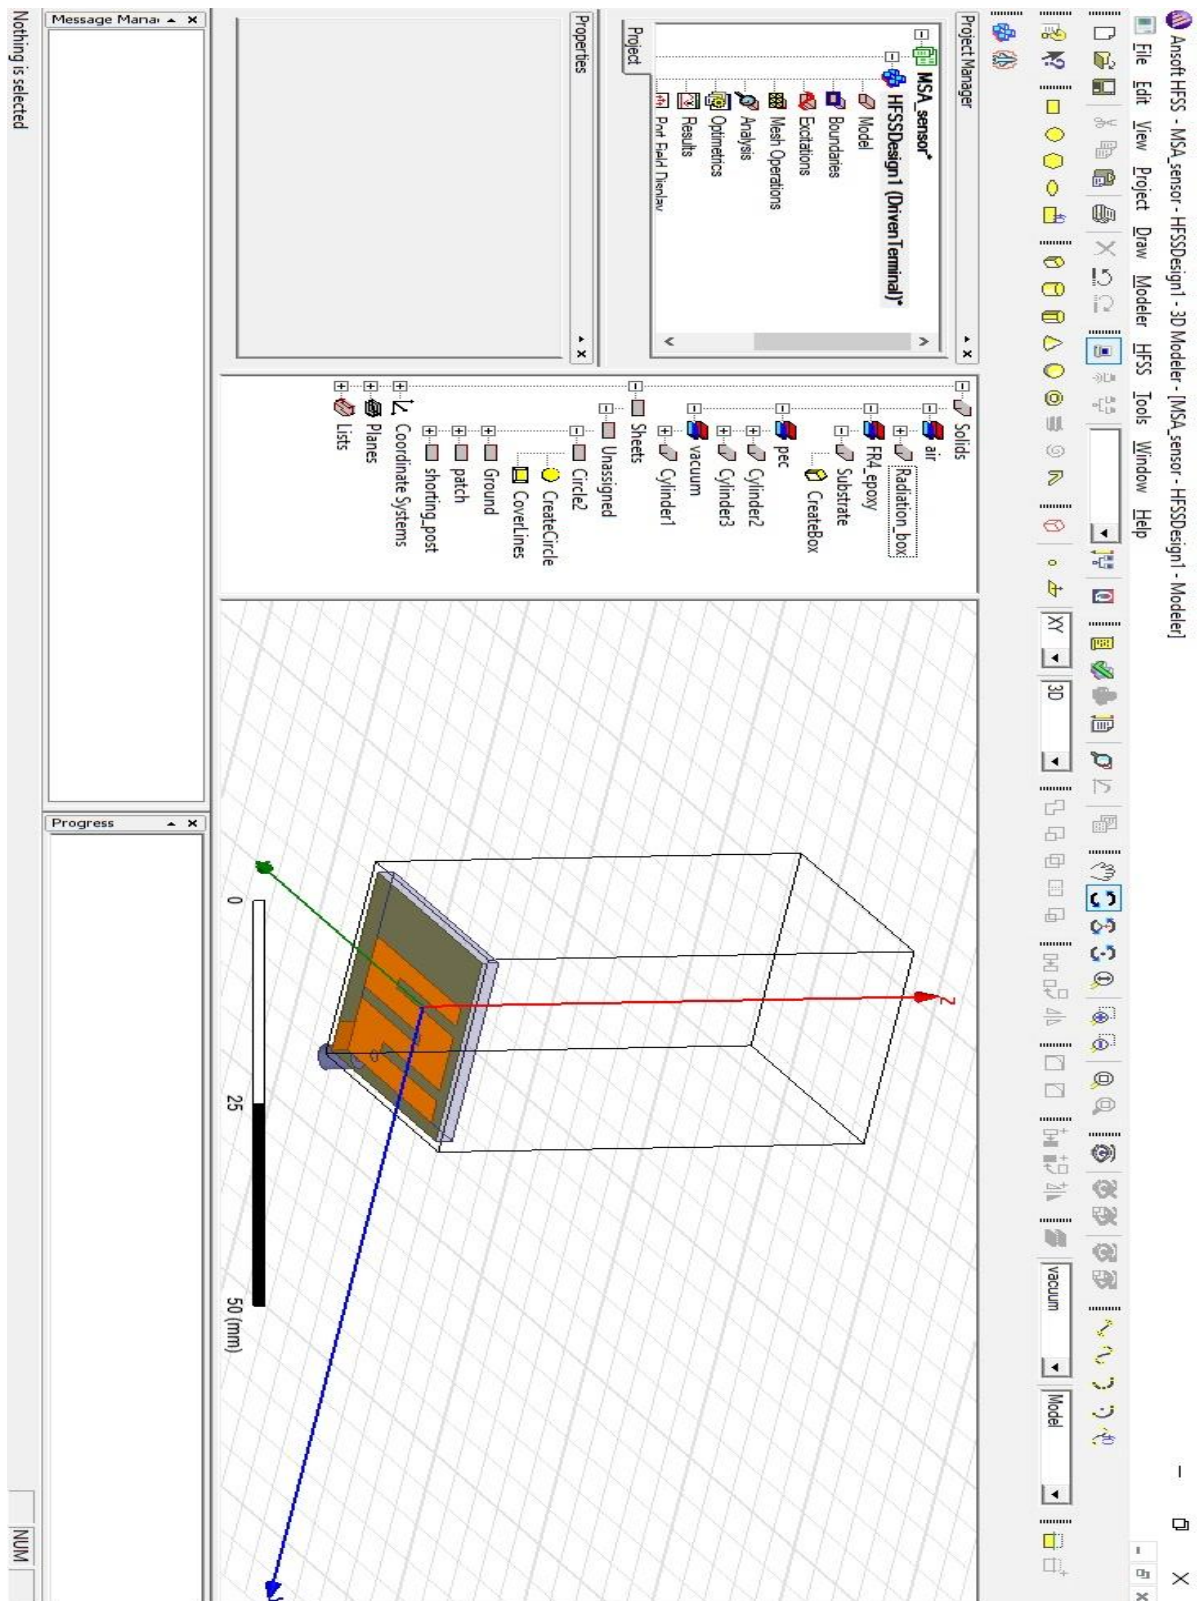 Ansoft HFSS - MSA_sensor - HFSSDesign1 - 3D Modeler - [MSA_sensor - HFSSDesign1 - Modeler]
File Edit View Project Draw Modeler HFSS Tools Window Help
XY
3D
vacuum
Model
Project Manager
MSA_sensor*
HFSSDesign1 (DrivenTerminal)*
Model
Boundaries
Excitations
Mesh Operations
Analysis
Optimetrics
Results
Port Field Display
Project
Properties
Solids
air
Radiation_box
FR4_epoxy
Substrate
CreateBox
pec
Cylinder2
Cylinder3
vacuum
Cylinder1
Sheets
Unassigned
Circle2
CreateCircle
CoverLines
Ground
patch
shorting_post
Coordinate Systems
Planes
Lists
Z
0 25 50 (mm)
Message Mana
Progress
Nothing is selected
NUM